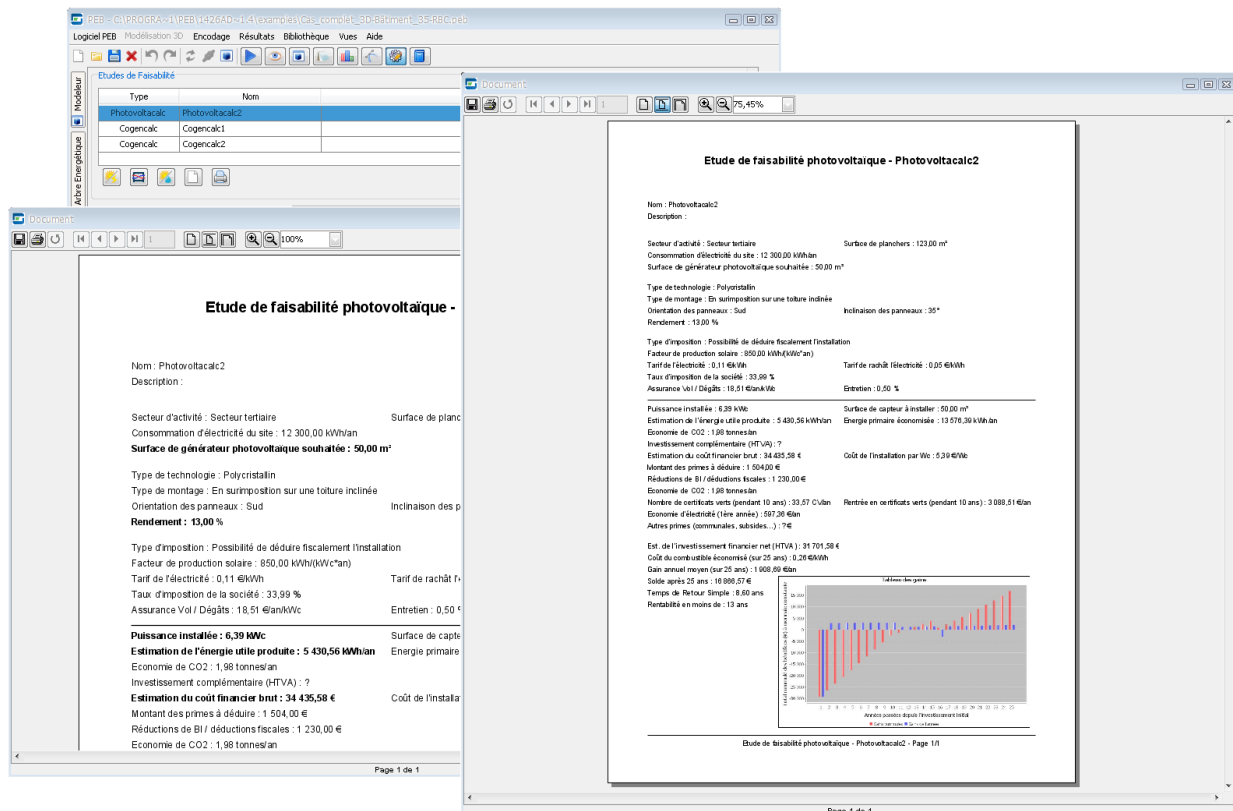 PEB - C:\PROGRA~1\PEB\1426AD~1.4\examples\Cas_complet_3D-Bâtiment_35-RBC.peb
Logiciel PEB Modélisation 3D Encodage Résultats Bibliothèque Vues Aide
Modeleur
Arbre Energétique
Etudes de Faisabilité
Type Nom
Photovoltacalc Photovoltacalc2
Cogencalc Cogencalc1
Cogencalc Cogencalc2
Document
1 100%
Etude de faisabilité photovoltaïque -
Nom : Photovoltacalc2
Description :
Secteur d'activité : Secteur tertiaire Surface de planc
Consommation d'électricité du site : 12 300,00 kWh/an
Surface de générateur photovoltaïque souhaitée : 50,00 m²
Type de technologie : Polycristallin
Type de montage : En surimposition sur une toiture inclinée
Orientation des panneaux : Sud Inclinaison des p
Rendement : 13,00 %
Type d'imposition : Possibilité de déduire fiscalement l'installation
Facteur de production solaire : 850,00 kWh/(kWc*an)
Tarif de l'électricité : 0,11 €/kWh Tarif de rachât l'
Taux d'imposition de la société : 33,99 %
Assurance Vol / Dégâts : 18,51 €/an/kWc Entretien : 0,50
Puissance installée : 6,39 kWc Surface de capte
Estimation de l'énergie utile produite : 5 430,56 kWh/an Energie primaire
Economie de CO2 : 1,98 tonnes/an
Investissement complémentaire (HTVA) : ?
Estimation du coût financier brut : 34 435,58 € Coût de l'installa
Montant des primes à déduire : 1 504,00 €
Réductions de BI / déductions fiscales : 1 230,00 €
Economie de CO2 : 1,98 tonnes/an
Page 1 de 1
Document
1 75,45%
Etude de faisabilité photovoltaïque - Photovoltacalc2
Nom : Photovoltacalc2
Description :
Secteur d'activité : Secteur tertiaire Surface de planchers : 123,00 m²
Consommation d'électricité du site : 12 300,00 kWh/an
Surface de générateur photovoltaïque souhaitée : 50,00 m²
Type de technologie : Polycristallin
Type de montage : En surimposition sur une toiture inclinée
Orientation des panneaux : Sud Inclinaison des panneaux : 35°
Rendement : 13,00 %
Type d'imposition : Possibilité de déduire fiscalement l'installation
Facteur de production solaire : 850,00 kWh/(kWc*an)
Tarif de l'électricité : 0,11 €/kWh Tarif de rachât l'électricité : 0,05 €/kWh
Taux d'imposition de la société : 33,99 %
Assurance Vol / Dégâts : 18,51 €/an/kWc Entretien : 0,50 %
Puissance installée : 6,39 kWc Surface de capteur à installer : 50,00 m²
Estimation de l'énergie utile produite : 5 430,56 kWh/an Energie primaire économisée : 13 576,39 kWh/an
Economie de CO2 : 1,98 tonnes/an
Investissement complémentaire (HTVA) : ?
Estimation du coût financier brut : 34 435,58 € Coût de l'installation par Wc : 5,39 €/Wc
Montant des primes à déduire : 1 504,00 €
Réductions de BI / déductions fiscales : 1 230,00 €
Economie de CO2 : 1,98 tonnes/an
Nombre de certificats verts (pendant 10 ans) : 33,57 CV/an Rentrée en certificats verts (pendant 10 ans) : 3 088,51 €/an
Economie d'électricité (1ère année) : 597,36 €/an
Autres primes (communales, subsides...) : ? €
Est. de l'investissement financier net (HTVA) : 31 701,58 €
Coût du combustible économisé (sur 25 ans) : 0,26 €/kWh
Gain annuel moyen (sur 25 ans) : 1 908,69 €/an
Solde après 25 ans : 16 866,57 €
Temps de Retour Simple : 8,60 ans
Rentabilité en moins de : 13 ans
Tableau des gains
Années passées depuis l'investissement initial
Etude de faisabilité photovoltaïque - Photovoltacalc2 - Page 1/1
Page 1 de 1